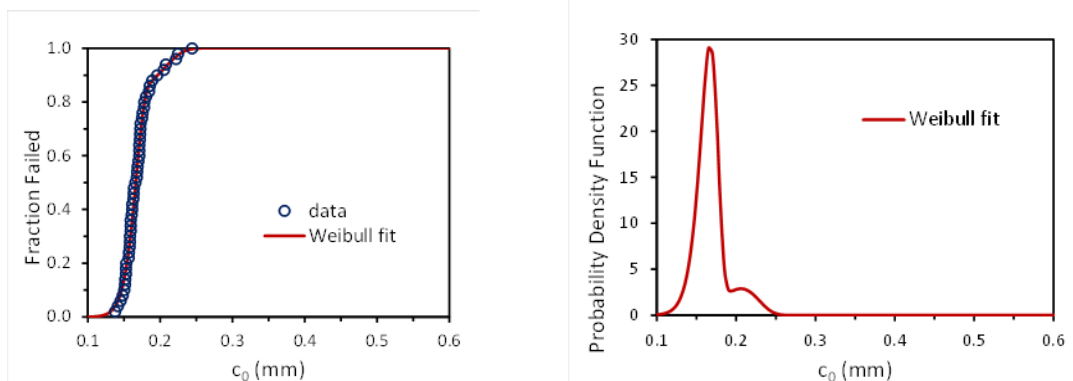 1.0
0.8
0.6
0.4
0.2
0.0
Fraction Failed
data
Weibull fit
0.1 0.2 0.3 0.4 0.5 0.6
c₀ (mm)
30
25
20
15
10
5
0
Probability Density Function
Weibull fit
0.1 0.2 0.3 0.4 0.5 0.6
c₀ (mm)